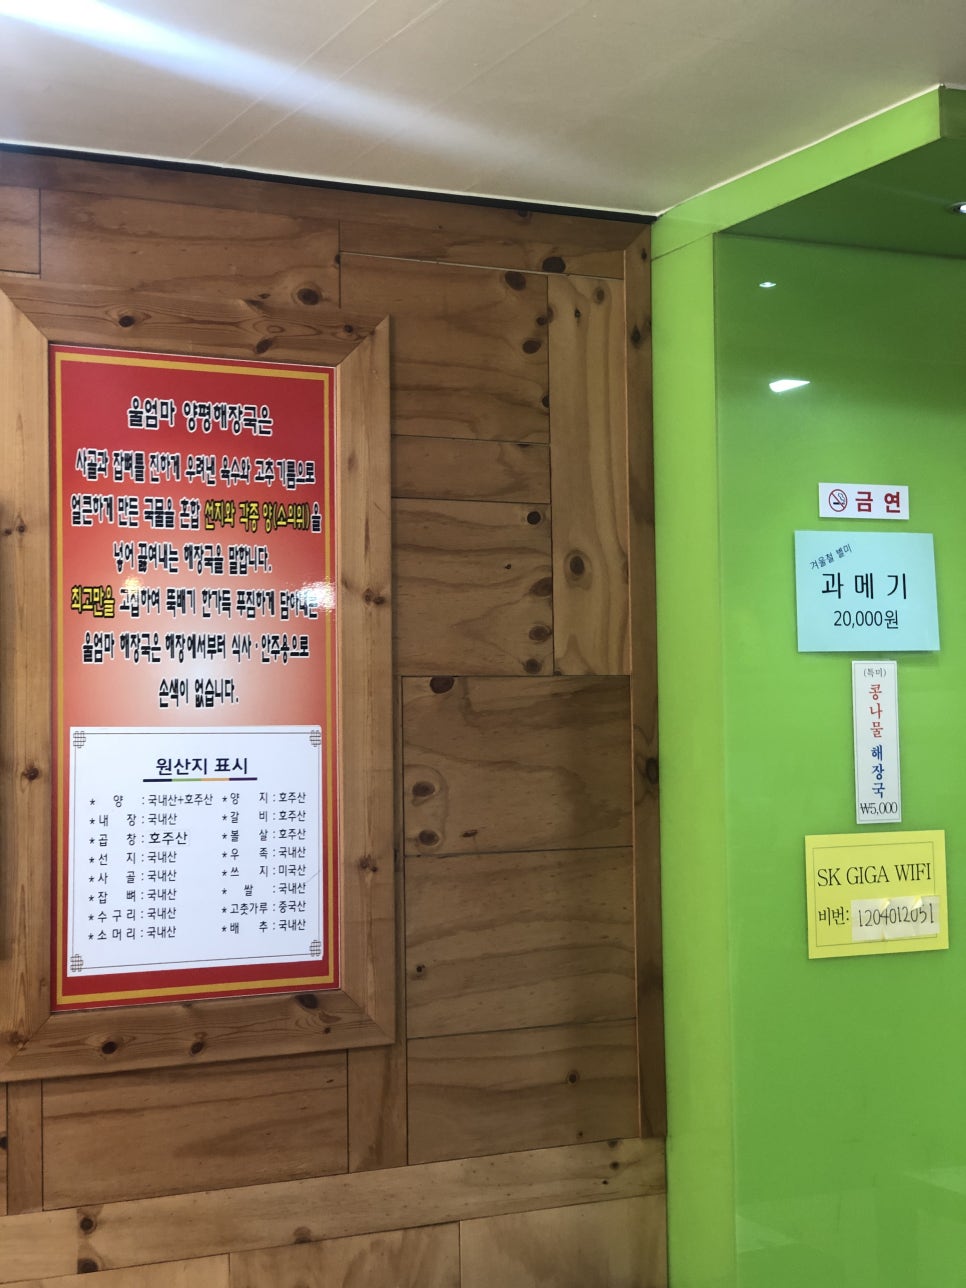 울엄마 양평해장국은
사골과 잡뼈를 진하게 우려낸 육수와 고추기름으로
얼큰하게 만든 국물을 혼합 선지와 각종 양(소의위)을
넣어 끓여내는 해장국을 말합니다.
최고만을 고집하여 뚝배기 한가득 푸짐하게 담아내는
울엄마 해장국은 해장에서부터 식사·안주용으로
손색이 없습니다.
원산지 표시
* 양 : 국내산+호주산
* 내 장 : 국내산
* 곱 창 : 호주산
* 선 지 : 국내산
* 사 골 : 국내산
* 잡 뼈 : 국내산
* 수구리 : 국내산
* 소머리 : 국내산
* 양 지 : 호주산
* 갈 비 : 호주산
* 볼 살 : 호주산
* 우 족 : 국내산
* 쓰 지 : 미국산
* 쌀 : 국내산
* 고춧가루 : 중국산
* 배 추 : 국내산
금연
겨울철 별미
과메기
20,000원
(특미)
콩나물 해장국
₩5,000
SK GIGA WIFI
비번: 1204012051